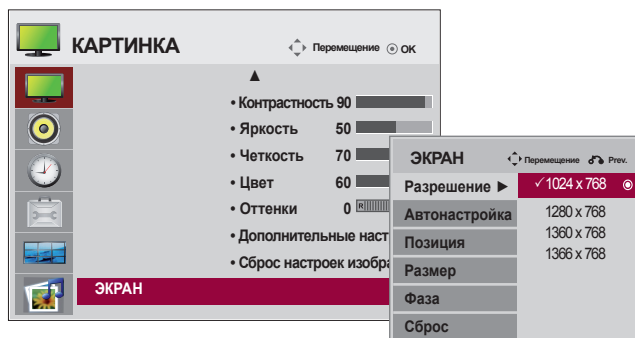 КАРТИНКА
Перемещение ОК
• Контрастность 90
• Яркость 50
• Четкость 70
• Цвет 60
• Оттенки 0 R
• Дополнительные наст
• Сброс настроек изобра
ЭКРАН
ЭКРАН
Перемещение Prev.
Разрешение ► ✓1024 x 768
Автонастройка
Позиция
Размер
Фаза
Сброс
1280 x 768
1360 x 768
1366 x 768